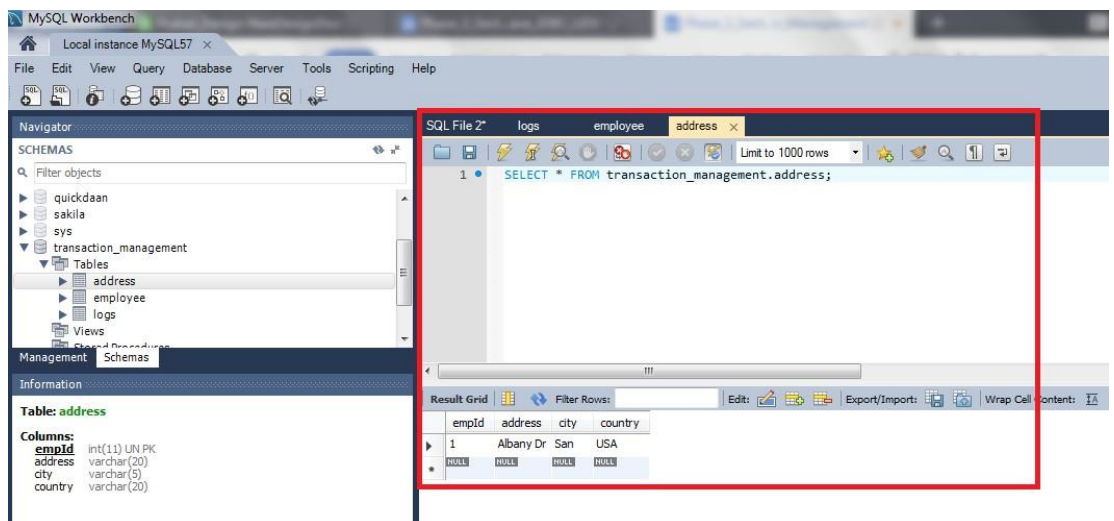 MySQL Workbench
Local instance MySQL57 ×
File Edit View Query Database Server Tools Scripting Help
Navigator
SCHEMAS
Filter objects
quickdaan
sakila
sys
transaction_management
Tables
address
employee
logs
Views
Stored Procedures
Management Schemas
Information
Table: address
Columns:
empId int(11) UN PK
address varchar(20)
city varchar(5)
country varchar(20)
SQL File 2* logs employee address ×
Limit to 1000 rows
1 SELECT * FROM transaction_management.address;
Result Grid Filter Rows: Edit: Export/Import: Wrap Cell Content:
empId address city country
1 Albany Dr San USA
NULL NULL NULL NULL